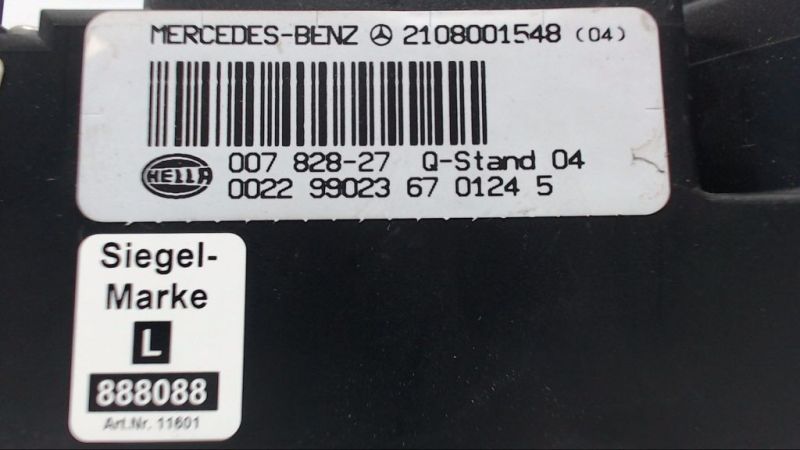 MERCEDES-BENZ 2108001548 (04)
HELLA 007 828-27 Q-Stand 04
0022 99023 67 0124 5
Siegel-
Marke
L
888088
Art.Nr. 11601